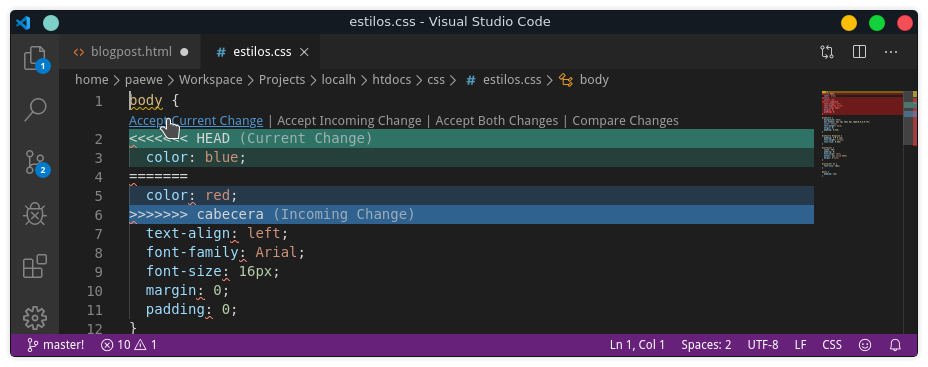 estilos.css - Visual Studio Code
blogpost.html
# estilos.css
home > paewe > Workspace > Projects > localh > htdocs > css > # estilos.css > body
1 body {
Accept Current Change | Accept Incoming Change | Accept Both Changes | Compare Changes
2 <<<<<<< HEAD (Current Change)
3 color: blue;
4 =======
5 color: red;
6 >>>>>>> cabecera (Incoming Change)
7 text-align: left;
8 font-family: Arial;
9 font-size: 16px;
10 margin: 0;
11 padding: 0;
12 }
1
2
master! 10 1 Ln 1, Col 1 Spaces: 2 UTF-8 LF CSS